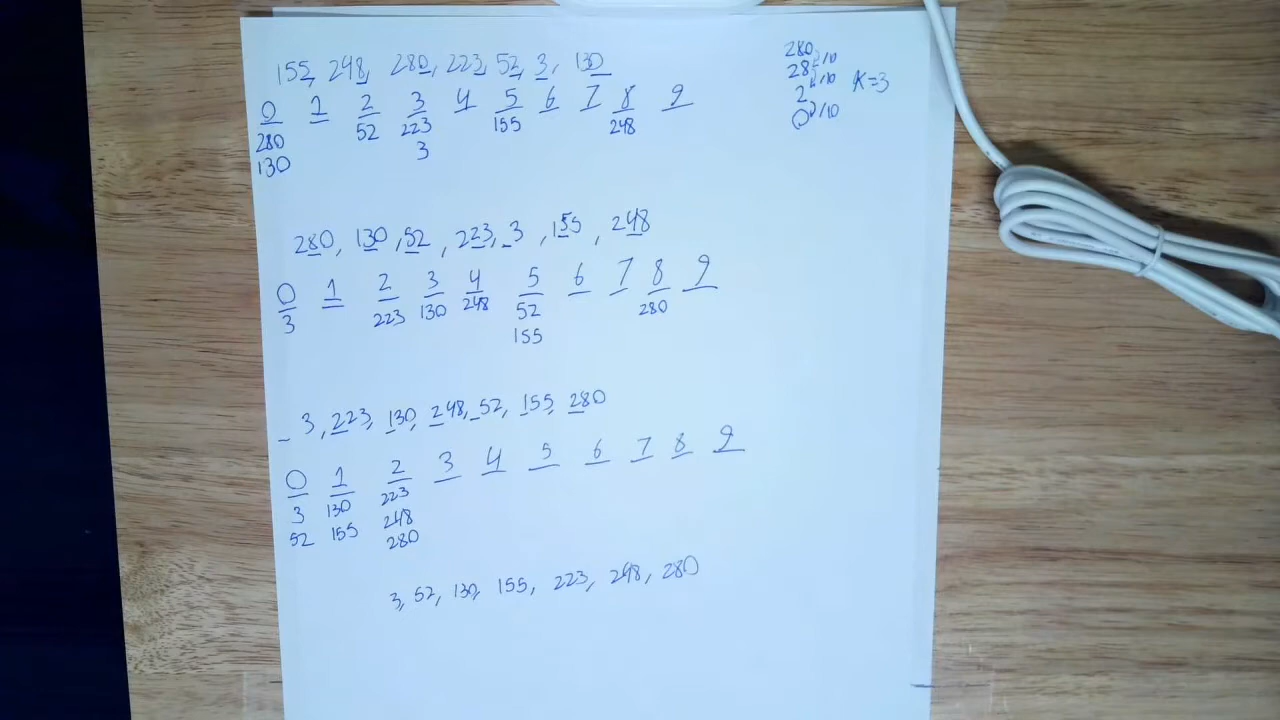 155, 248, 280, 223, 52, 3, 130
0 1 2 3 4 5 6 7 8 9
280 52 223 155 248
130 3
280, 130, 52, 223, 3, 155, 248
0 1 2 3 4 5 6 7 8 9
3 223 130 248 52 280
155
_ 3, 223, 130, 248, _52, 155, 280
0 1 2 3 4 5 6 7 8 9
3 130 223
52 155 248
280
3, 52, 130, 155, 223, 248, 280
280
28 /10
2 /10 K=3
0 /10